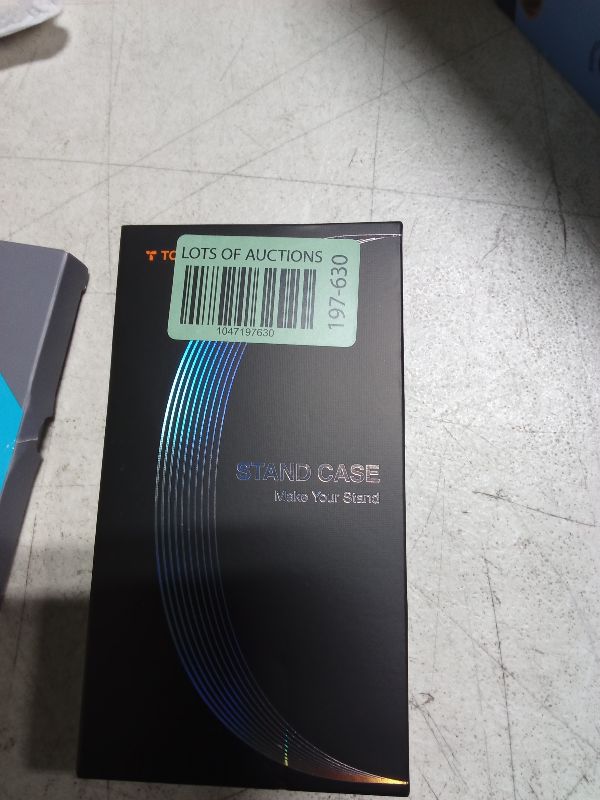 LOTS OF AUCTIONS
1047197630
197-630
STAND CASE
Make Your Stand